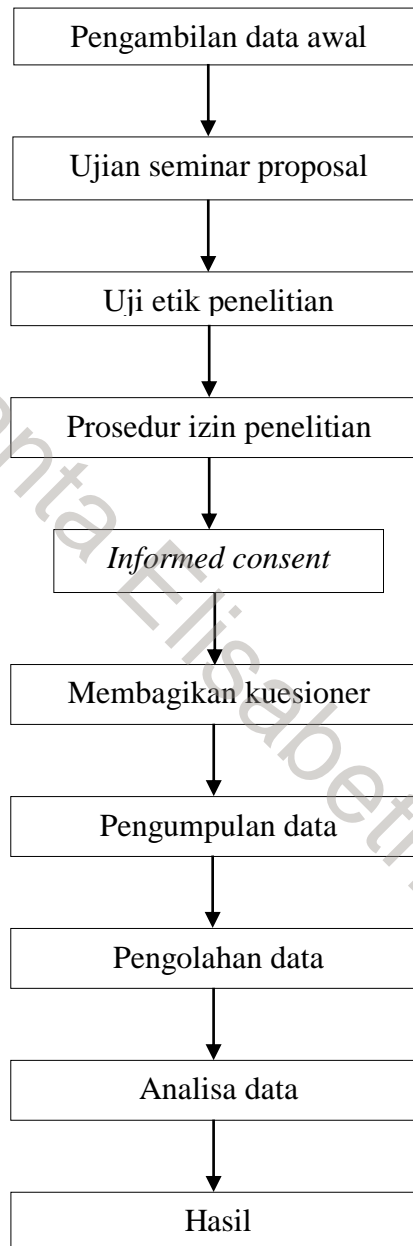 Pengambilan data awal
Ujian seminar proposal
Uji etik penelitian
Prosedur izin penelitian
Informed consent
Membagikan kuesioner
Pengumpulan data
Pengolahan data
Analisa data
Hasil